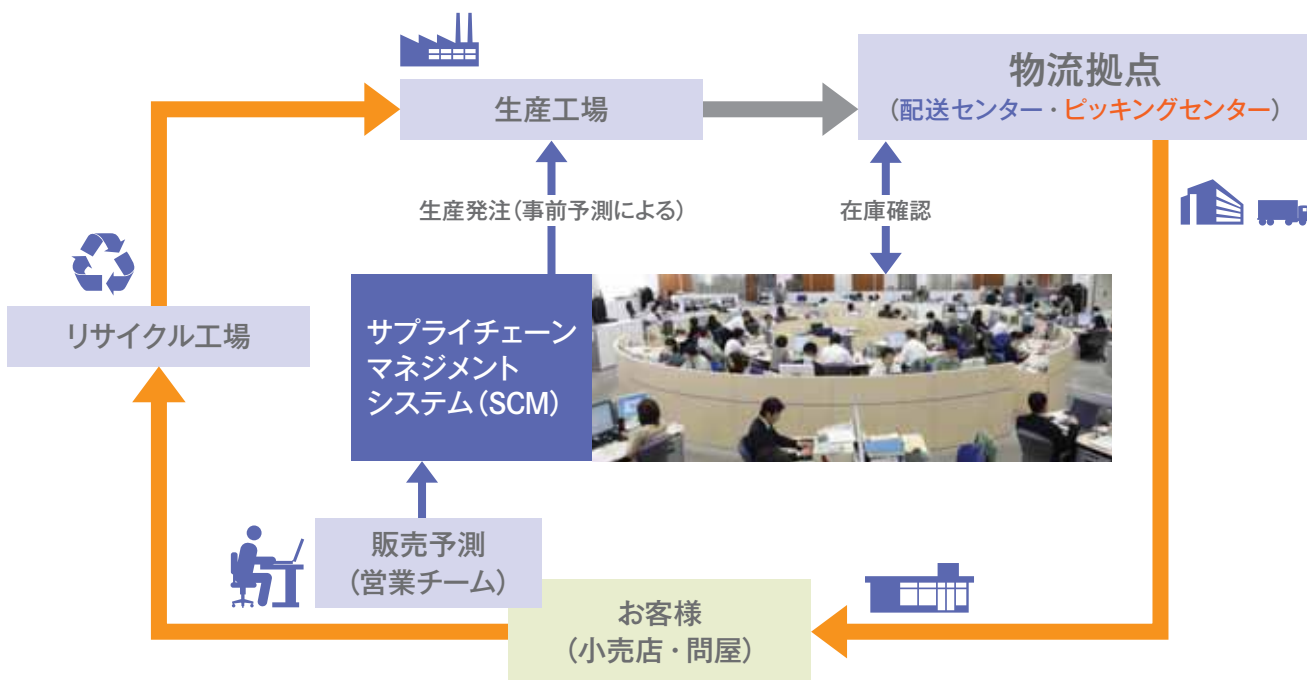 生産工場
物流拠点
（配送センター・ピッキングセンター）
生産発注（事前予測による）
在庫確認
リサイクル工場
サプライチェーン
マネジメント
システム（SCM）
販売予測
（営業チーム）
お客様
（小売店・問屋）